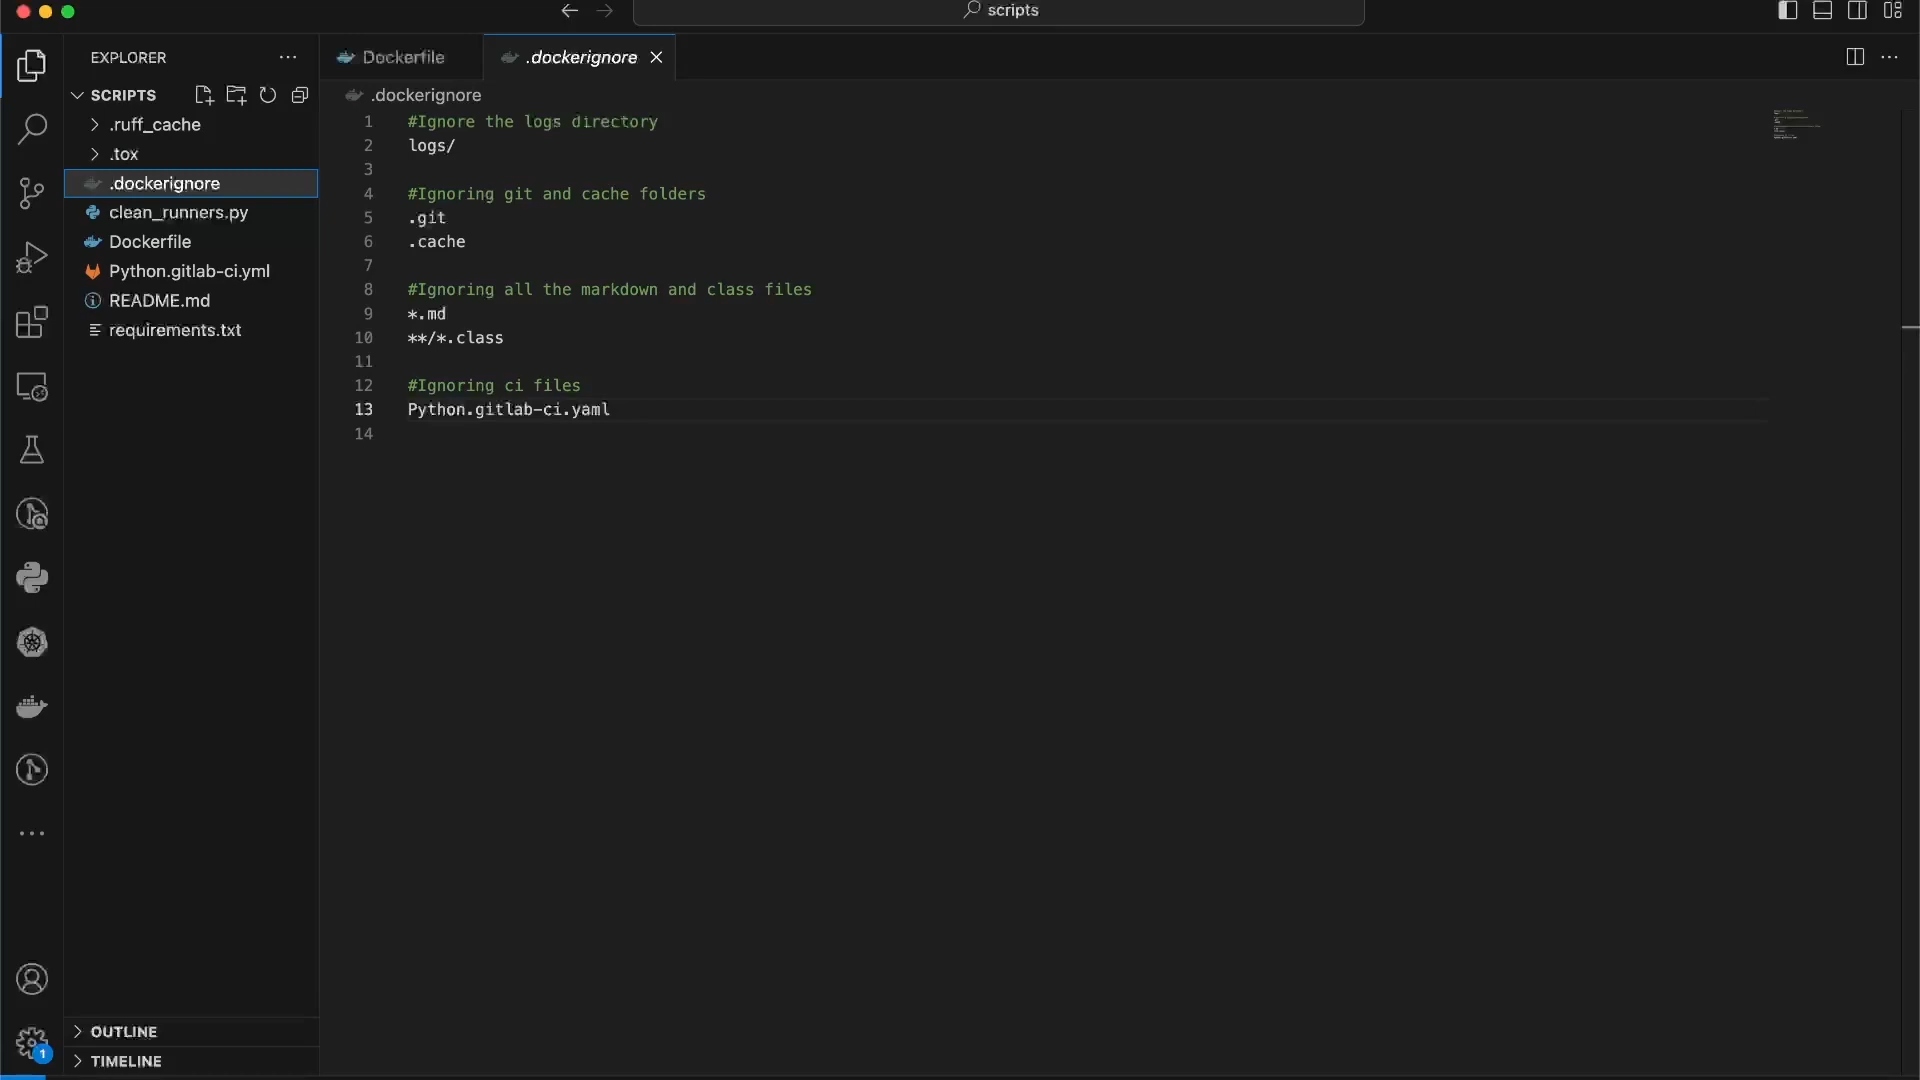 scripts
EXPLORER
Dockerfile
.dockerignore
SCRIPTS
.dockerignore
.ruff_cache
.tox
.dockerignore
clean_runners.py
Dockerfile
Python.gitlab-ci.yml
README.md
requirements.txt
1 #Ignore the logs directory
2 logs/
3
4 #Ignoring git and cache folders
5 .git
6 .cache
7
8 #Ignoring all the markdown and class files
9 *.md
10 **/*.class
11
12 #Ignoring ci files
13 Python.gitlab-ci.yaml
14
OUTLINE
1
TIMELINE